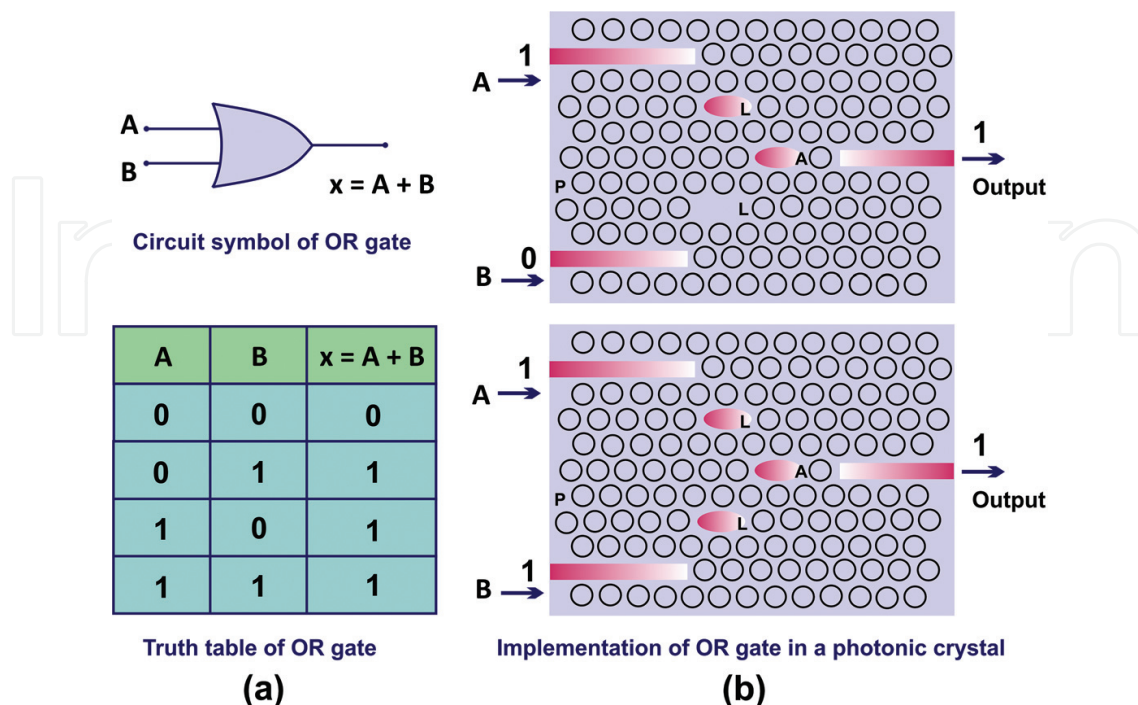 A
B
x = A + B
Circuit symbol of OR gate
A B x = A + B
0 0 0
0 1 1
1 0 1
1 1 1
Truth table of OR gate
(a)
1
A
L
A
1
Output
P
L
0
B
1
A
L
A
1
Output
P
L
1
B
Implementation of OR gate in a photonic crystal
(b)